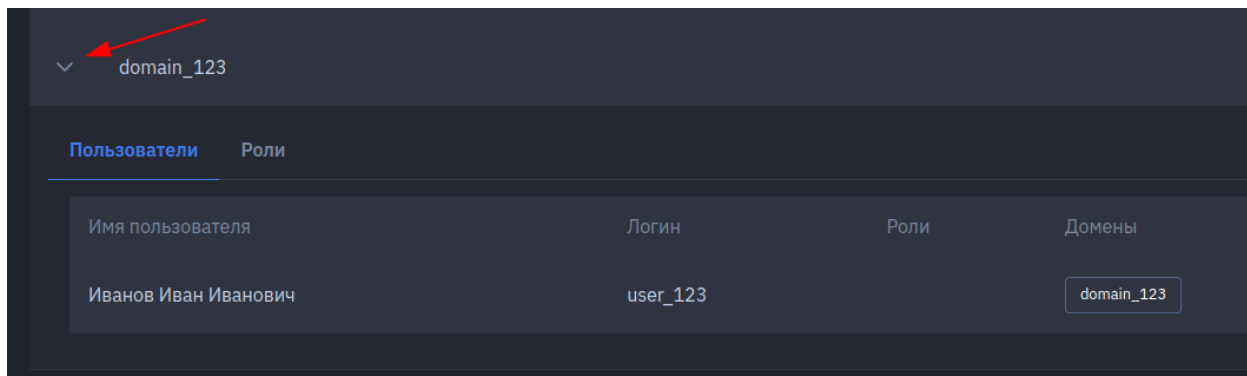 domain_123
Пользователи Роли
Имя пользователя Логин Роли Домены
Иванов Иван Иванович user_123 domain_123